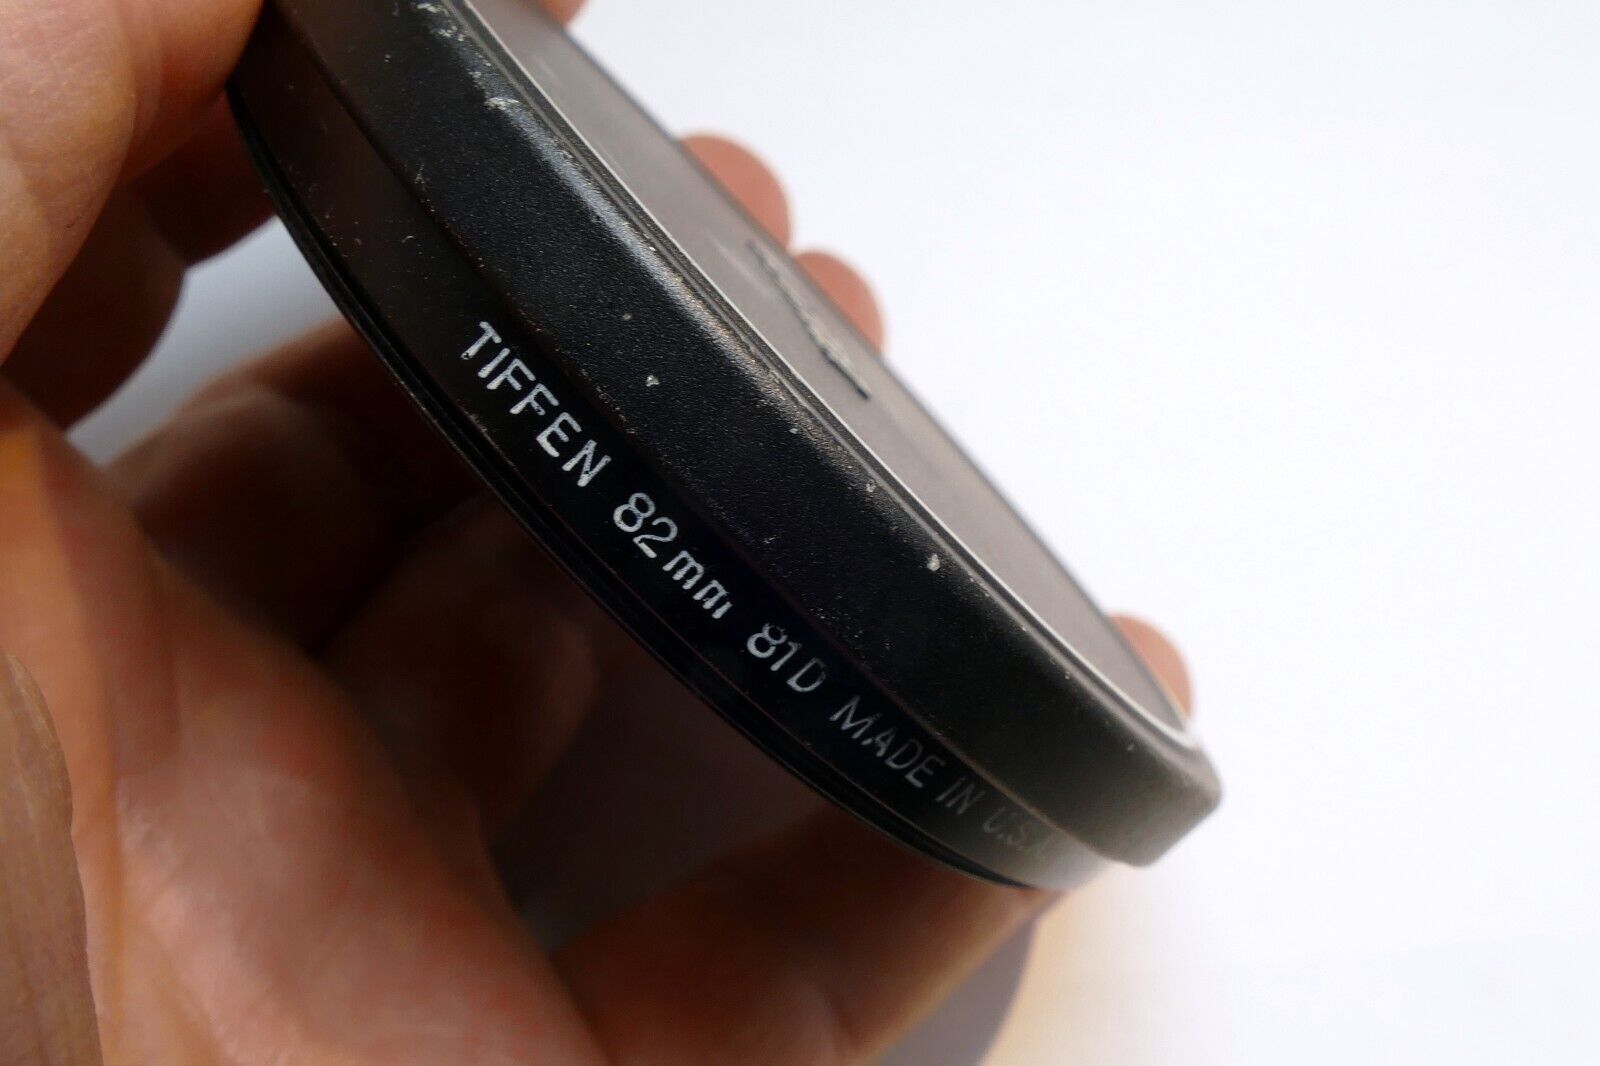 TIFFEN 82mm 81D MADE IN U.S.A